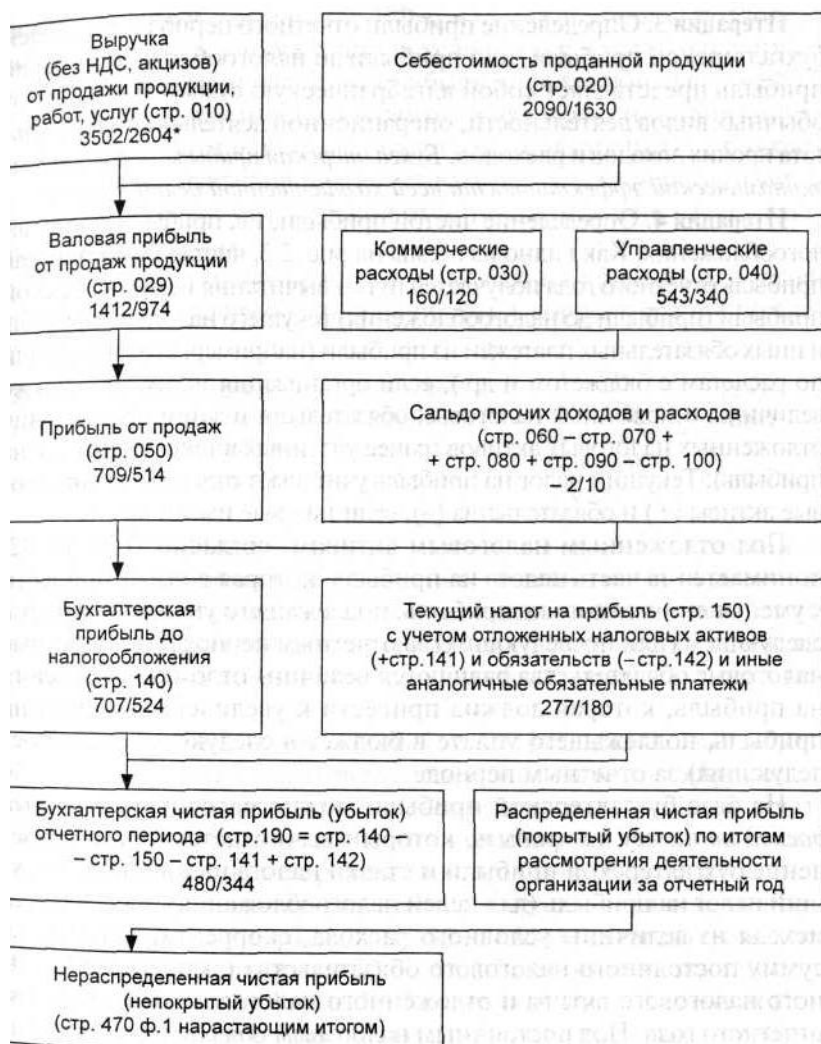 Выручка
(без НДС, акцизов)
от продажи продукции,
работ, услуг (стр. 010)
3502/2604*
Себестоимость проданной продукции
(стр. 020)
2090/1630
Валовая прибыль
от продаж продукции
(стр. 029)
1412/974
Коммерческие
расходы (стр. 030)
160/120
Управленческие
расходы (стр. 040)
543/340
Прибыль от продаж
(стр. 050)
709/514
Сальдо прочих доходов и расходов
(стр. 060 – стр. 070 +
+ стр. 080 + стр. 090 – стр. 100)
– 2/10
Бухгалтерская
прибыль до
налогообложения
(стр. 140)
707/524
Текущий налог на прибыль (стр. 150)
с учетом отложенных налоговых активов
(+стр.141) и обязательств (–стр.142) и иные
аналогичные обязательные платежи
277/180
Бухгалтерская чистая прибыль (убыток)
отчетного периода (стр.190 = стр. 140 –
– стр. 150 – стр. 141 + стр. 142)
480/344
Распределенная чистая прибыль
(покрытый убыток) по итогам
рассмотрения деятельности
организации за отчетный год
Нераспределенная чистая прибыль
(непокрытый убыток)
(стр. 470 ф.1 нарастающим итогом)